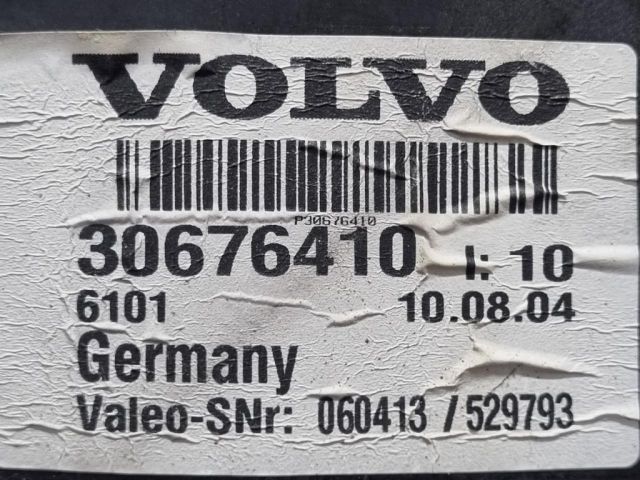 VOLVO
P30676410
30676410 I: 10
6101 10.08.04
Germany
Valeo-SNr: 060413 / 529793